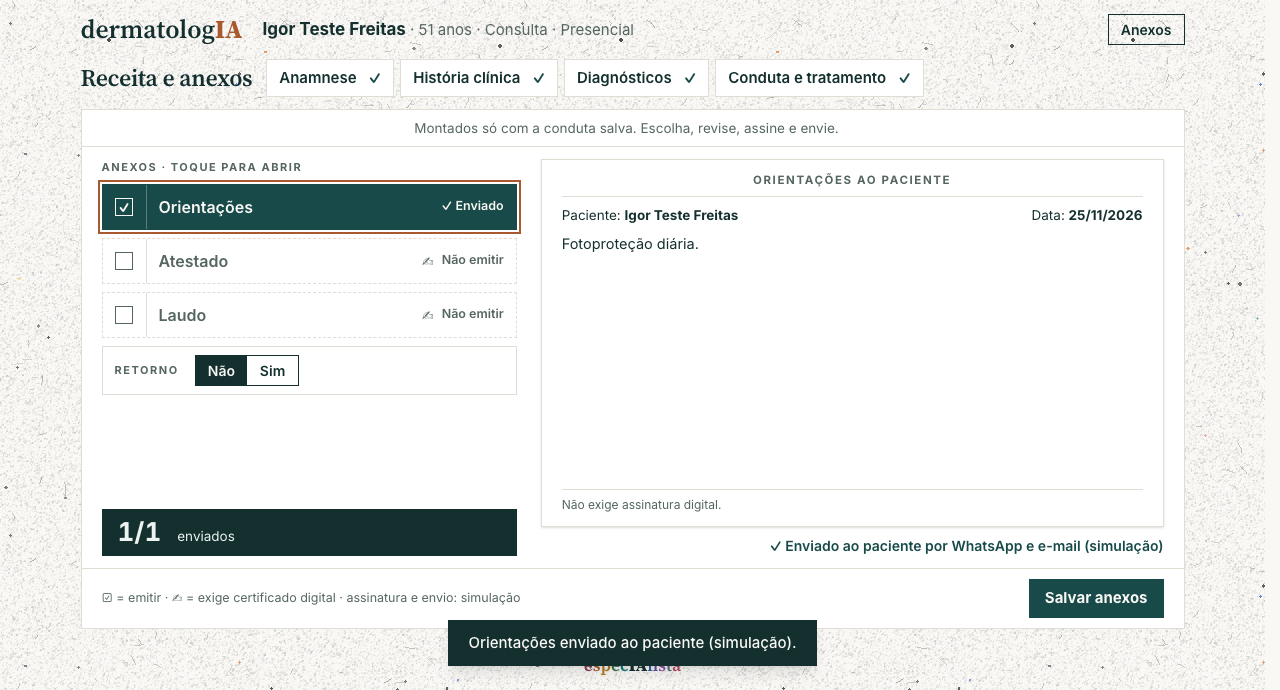 dermatologIA Igor Teste Freitas · 51 anos · Consulta · Presencial Anexos
Receita e anexos Anamnese ✓ História clínica ✓ Diagnósticos ✓ Conduta e tratamento ✓
Montados só com a conduta salva. Escolha, revise, assine e envie.
ANEXOS · TOQUE PARA ABRIR
Orientações ✓ Enviado
Atestado ✍ Não emitir
Laudo ✍ Não emitir
RETORNO Não Sim
1/1 enviados
ORIENTAÇÕES AO PACIENTE
Paciente: Igor Teste Freitas Data: 25/11/2026
Fotoproteção diária.
Não exige assinatura digital.
✓ Enviado ao paciente por WhatsApp e e-mail (simulação)
☑ = emitir · ✍ = exige certificado digital · assinatura e envio: simulação Salvar anexos
Orientações enviado ao paciente (simulação).